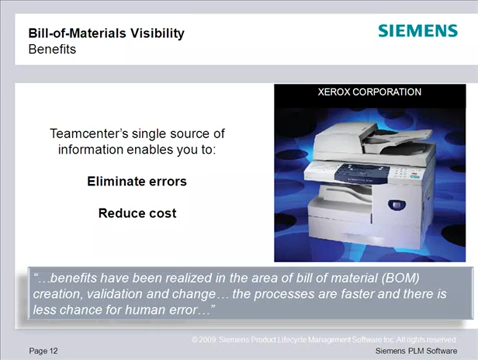 Bill-of-Materials Visibility
Benefits
SIEMENS
XEROX CORPORATION
Teamcenter's single source of
information enables you to:
Eliminate errors
Reduce cost
“…benefits have been realized in the area of bill of material (BOM)
creation, validation and change… the processes are faster and there is
less chance for human error…”
© 2009. Siemens Product Lifecycle Management Software Inc. All rights reserved
Page 12
Siemens PLM Software